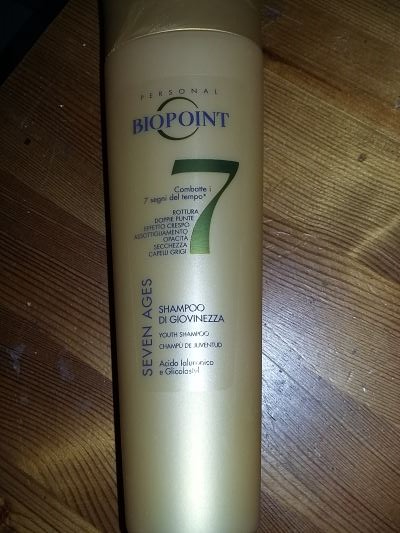 PERSONAL
BIOPOINT
7
Combatte i
7 segni del tempo*
ROTTURA
DOPPIE PUNTE
EFFETTO CRESPO
ASSOTTIGLIAMENTO
OPACITÀ
SECCHEZZA
CAPELLI GRIGI
SEVEN AGES
SHAMPOO
DI GIOVINEZZA
YOUTH SHAMPOO
CHAMPÚ DE JUVENTUD
Acido Ialuronico
e Glicolastil